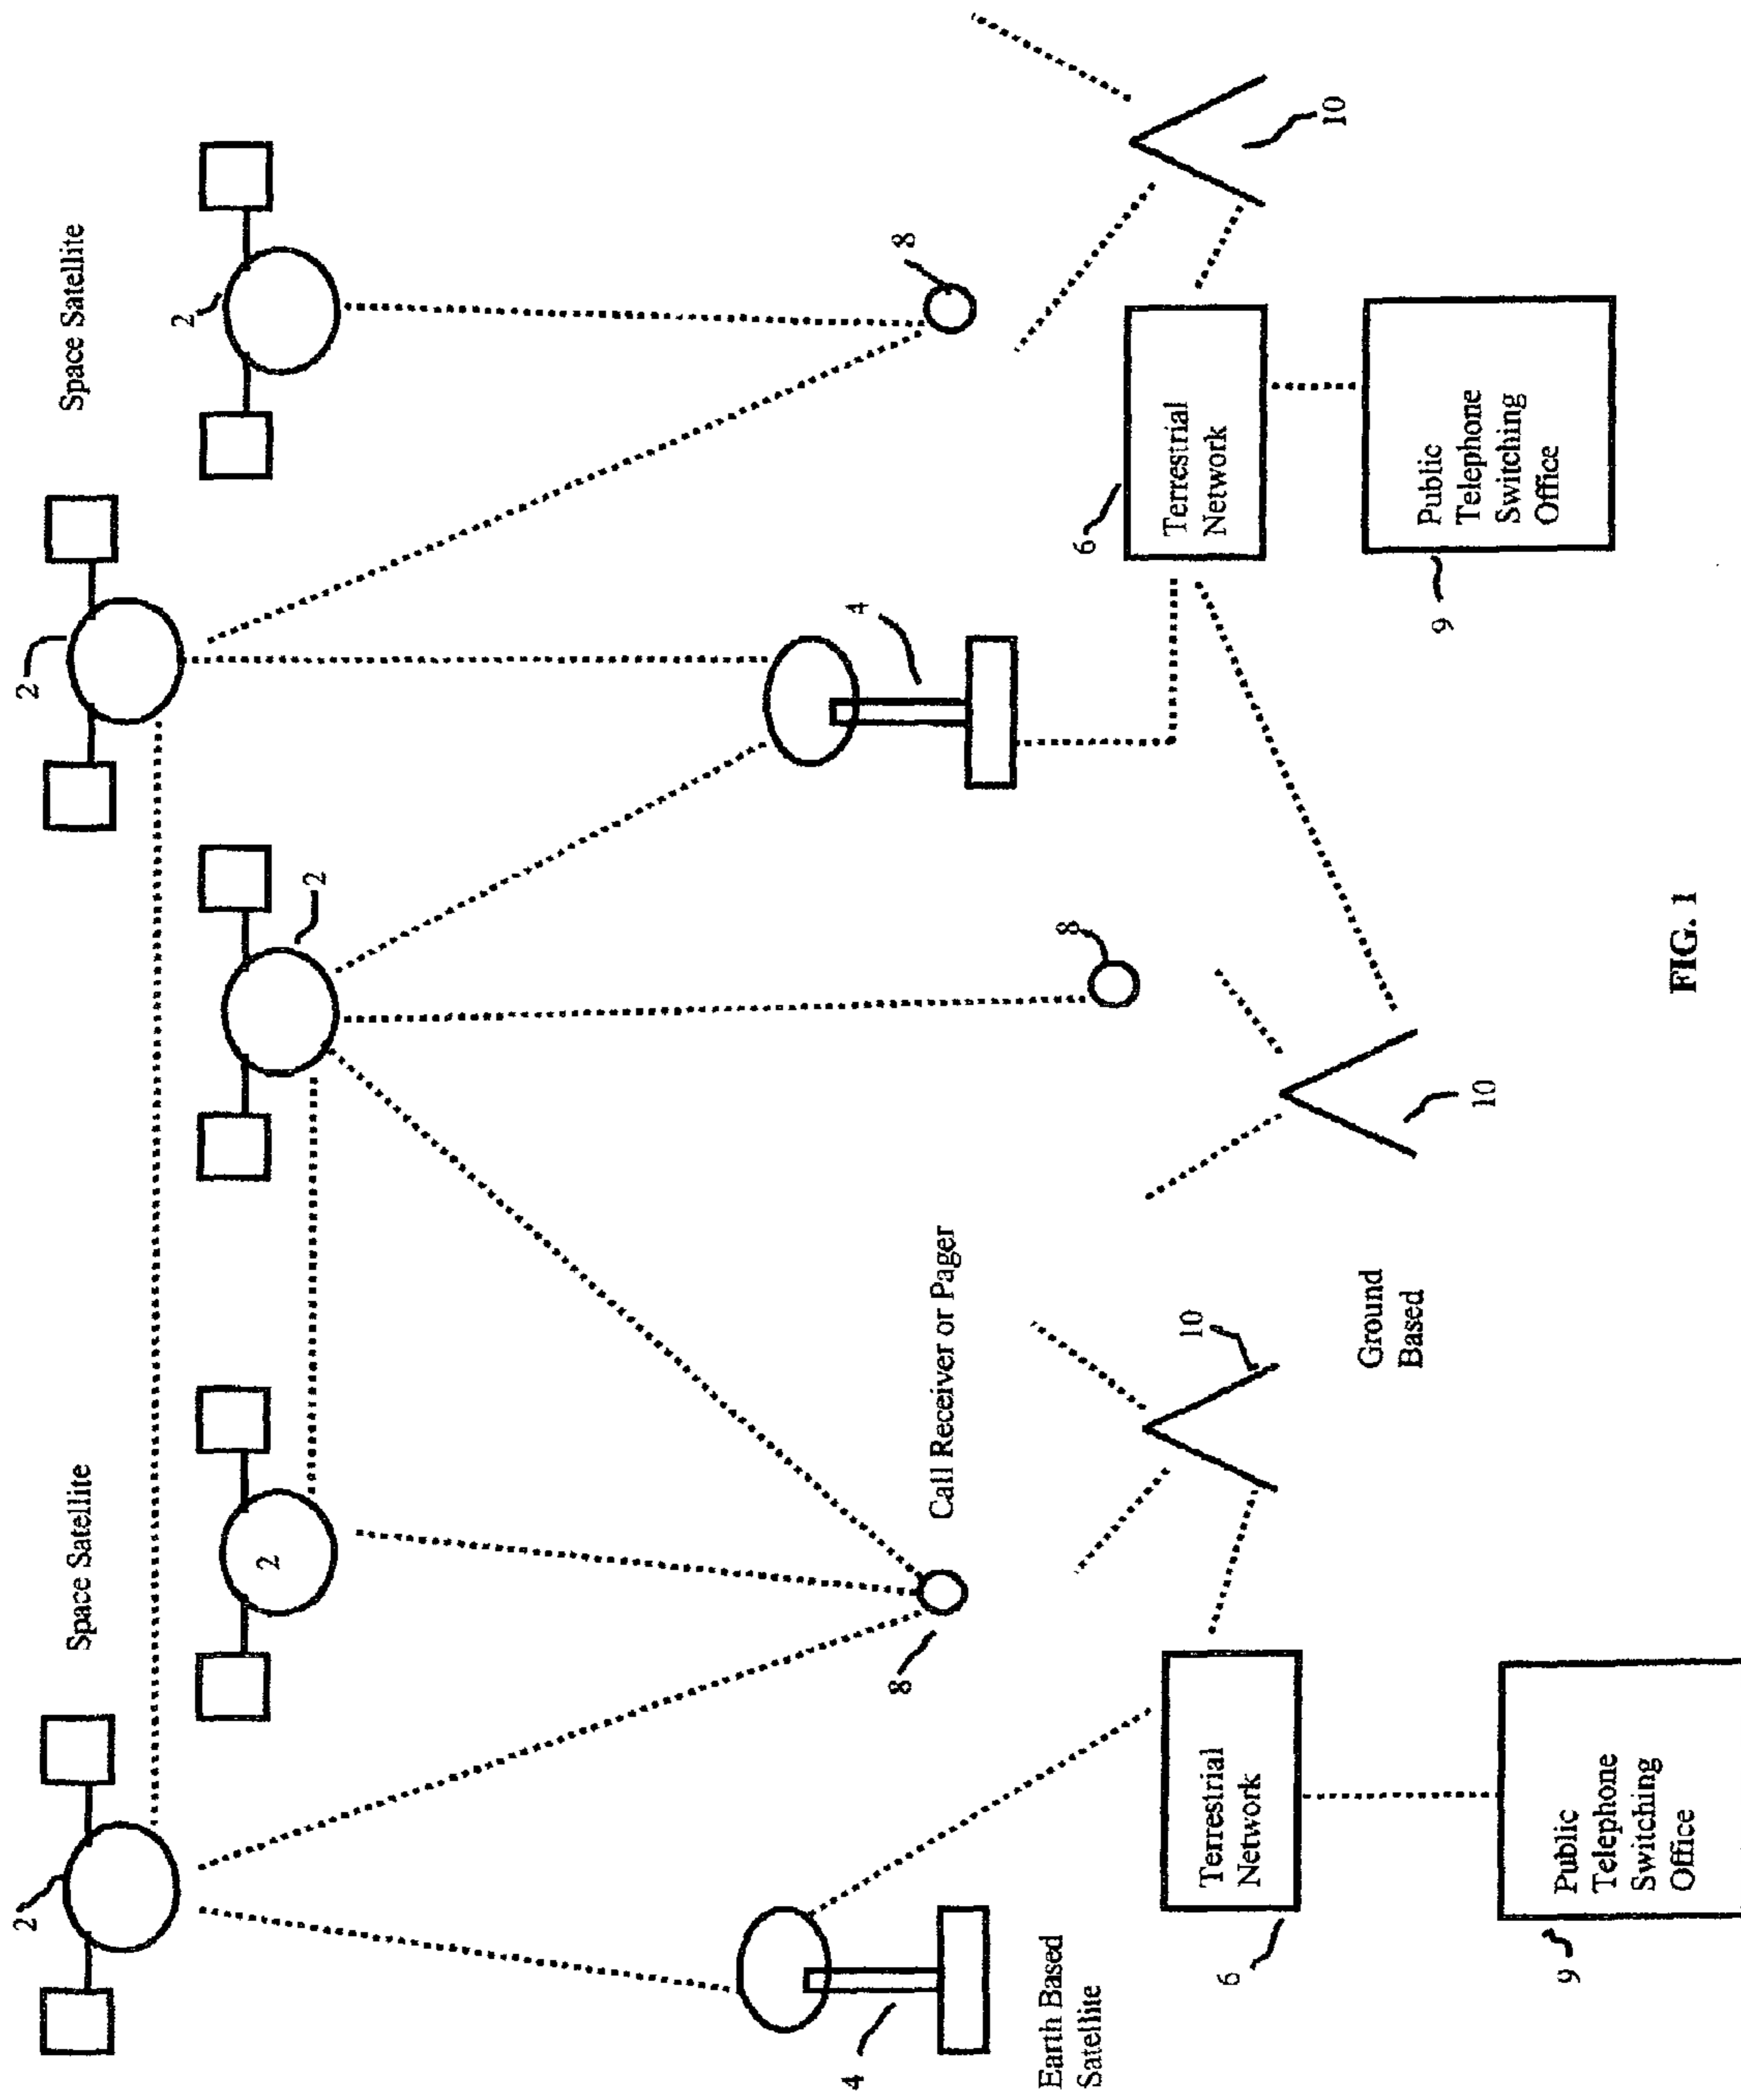 Space Satellite
Space Satellite
2
2
2
2
2
4
4
Call Receiver or Pager
8
8
8
Earth Based
Satellite
10
10
10
Ground
Based
6
Terrestrial
Network
6
Terrestrial
Network
9
Public
Telephone
Switching
Office
9
Public
Telephone
Switching
Office
FIG. 1